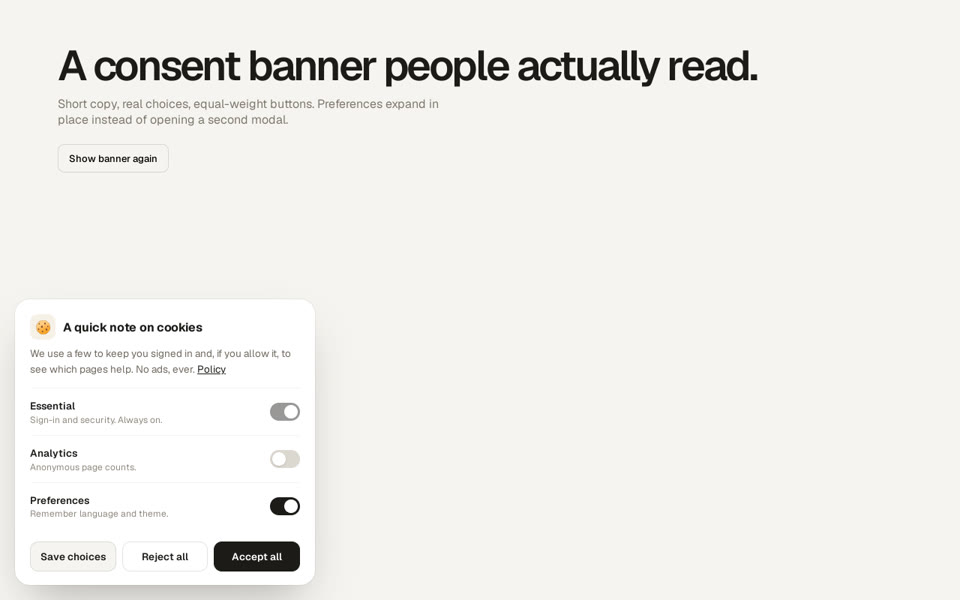 A consent banner people actually read.
Short copy, real choices, equal-weight buttons. Preferences expand in
place instead of opening a second modal.
Show banner again
A quick note on cookies
We use a few to keep you signed in and, if you allow it, to
see which pages help. No ads, ever. Policy
Essential
Sign-in and security. Always on.
Analytics
Anonymous page counts.
Preferences
Remember language and theme.
Save choices
Reject all
Accept all